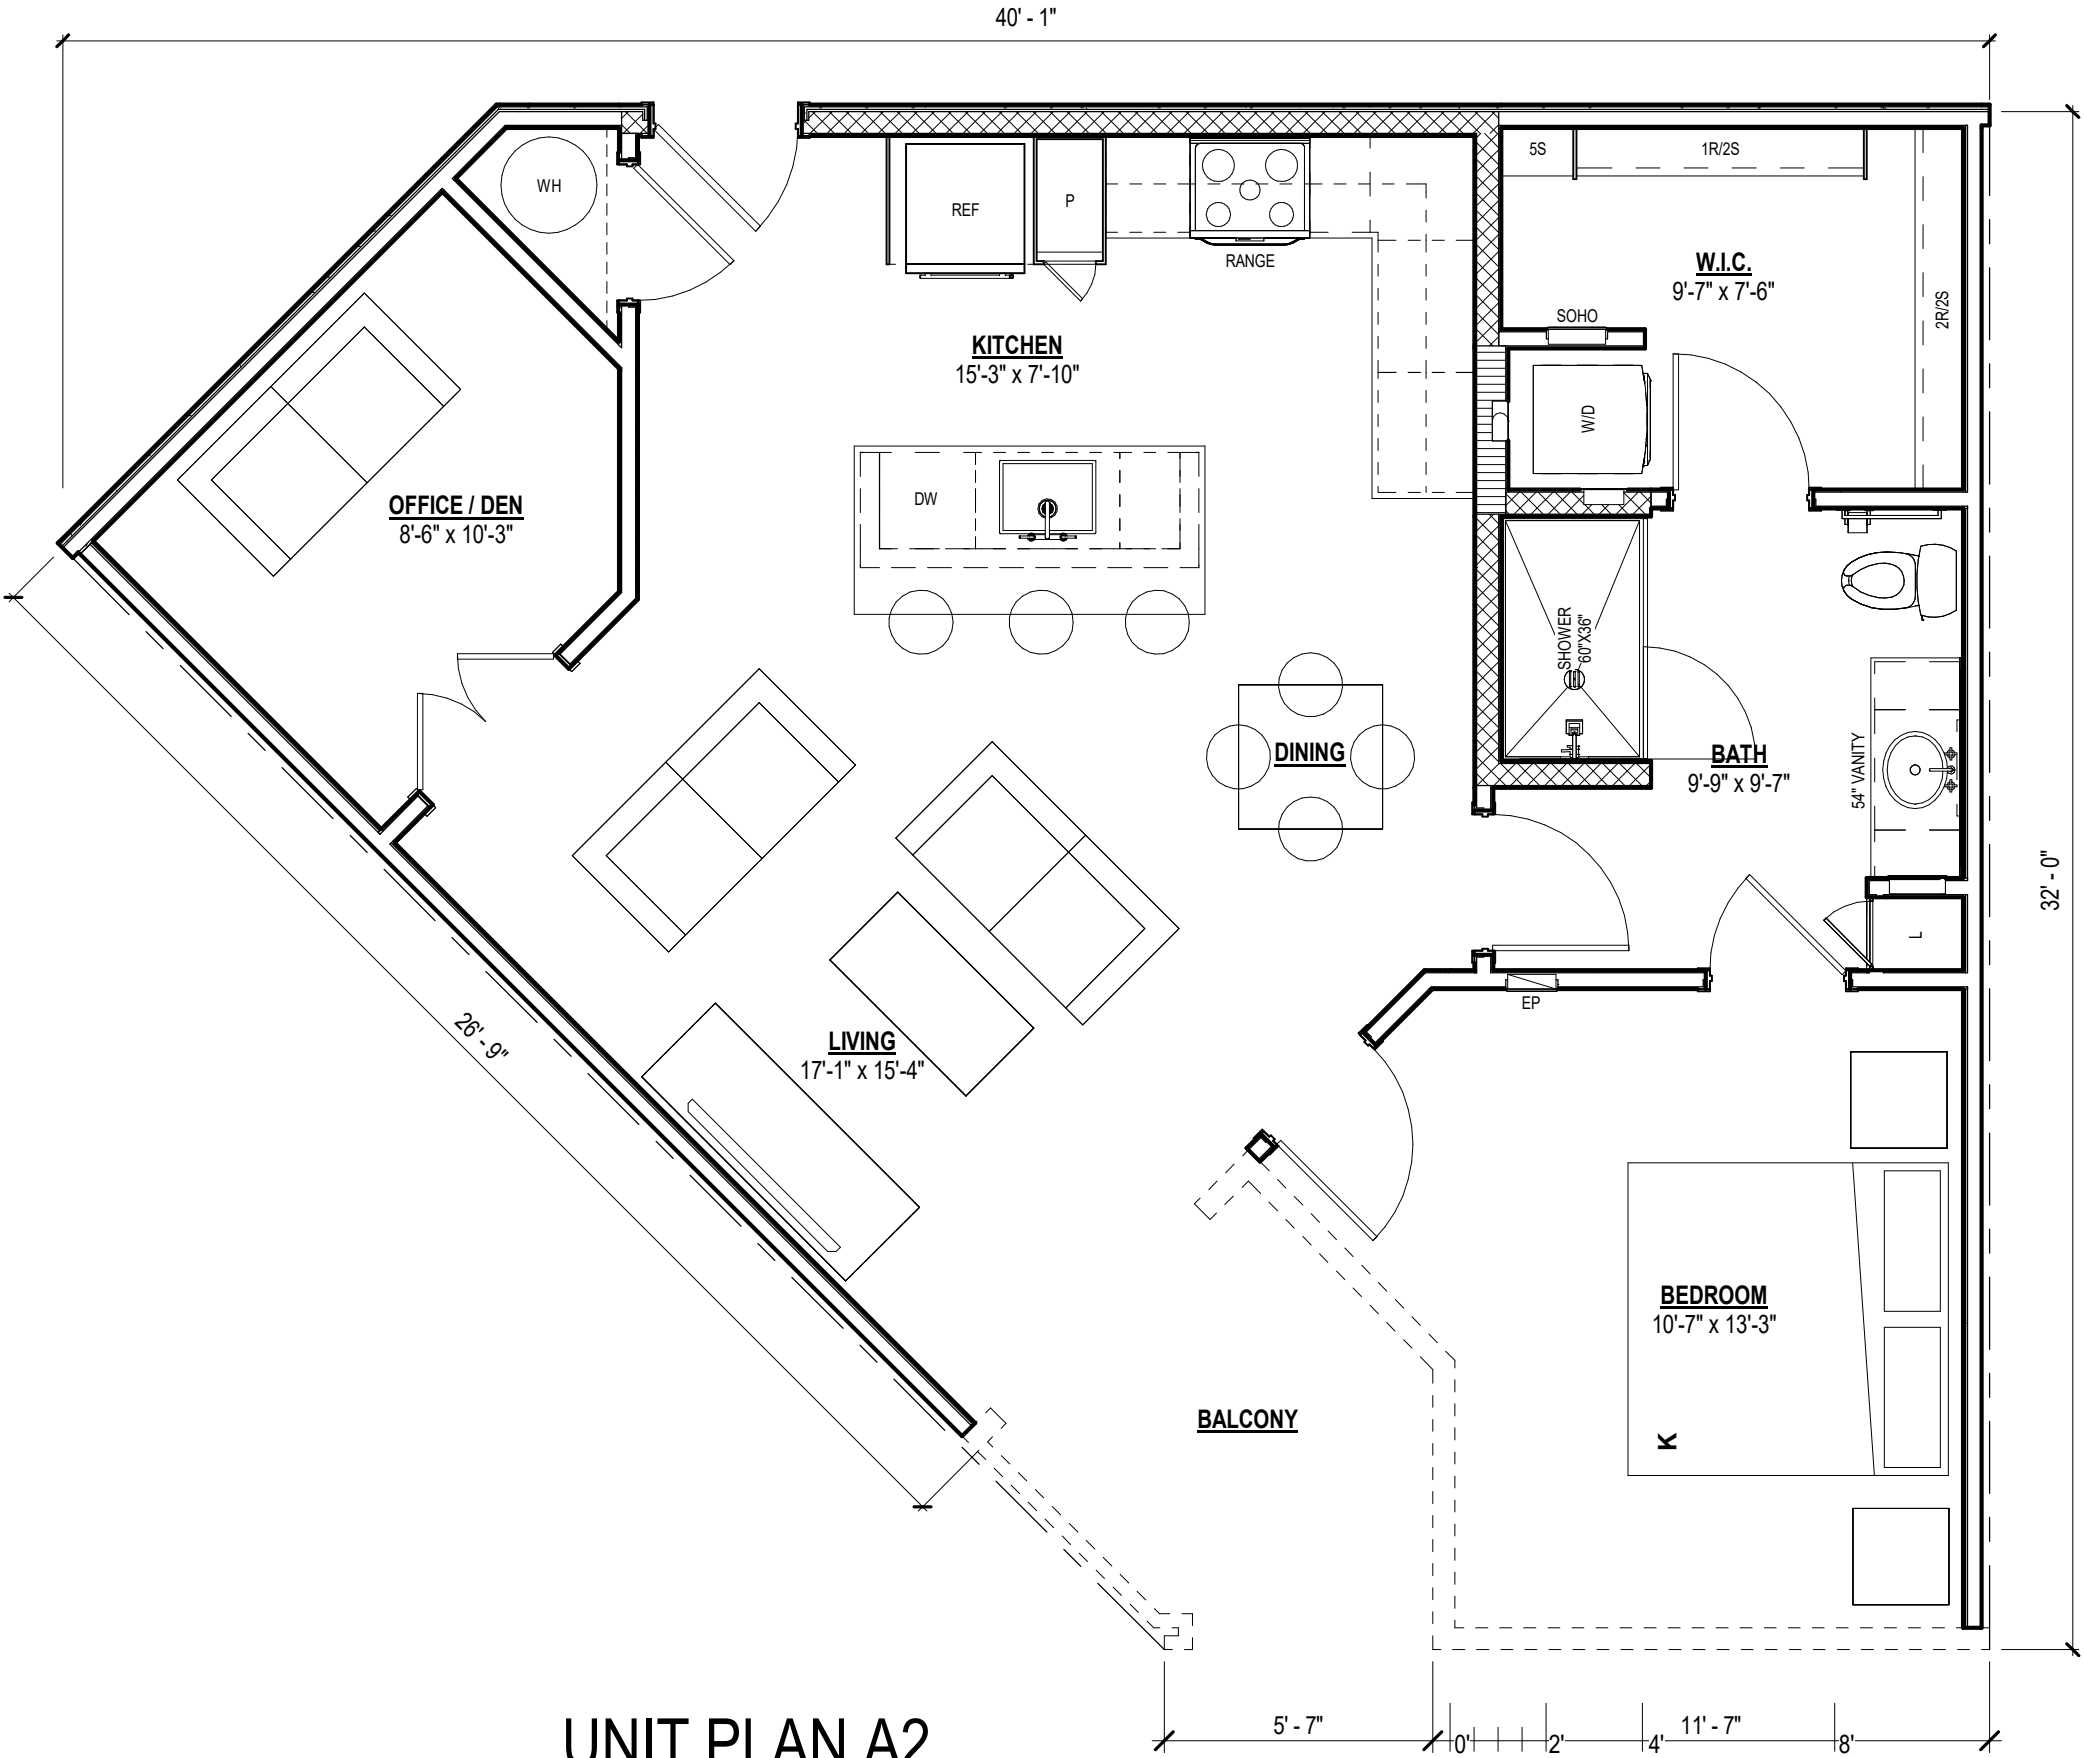 40' - 1"
WH
REF
P
RANGE
5S
1R/2S
W.I.C.
9'-7" x 7'-6"
2R/2S
SOHO
KITCHEN
15'-3" x 7'-10"
W/D
OFFICE / DEN
8'-6" x 10'-3"
DW
SHOWER
60"X36"
DINING
BATH
9'-9" x 9'-7"
54" VANITY
32' - 0"
L
EP
26' - 9"
LIVING
17'-1" x 15'-4"
BEDROOM
10'-7" x 13'-3"
BALCONY
K
UNIT PLAN A2
5' - 7"
11' - 7"
0' 2' 4' 8'